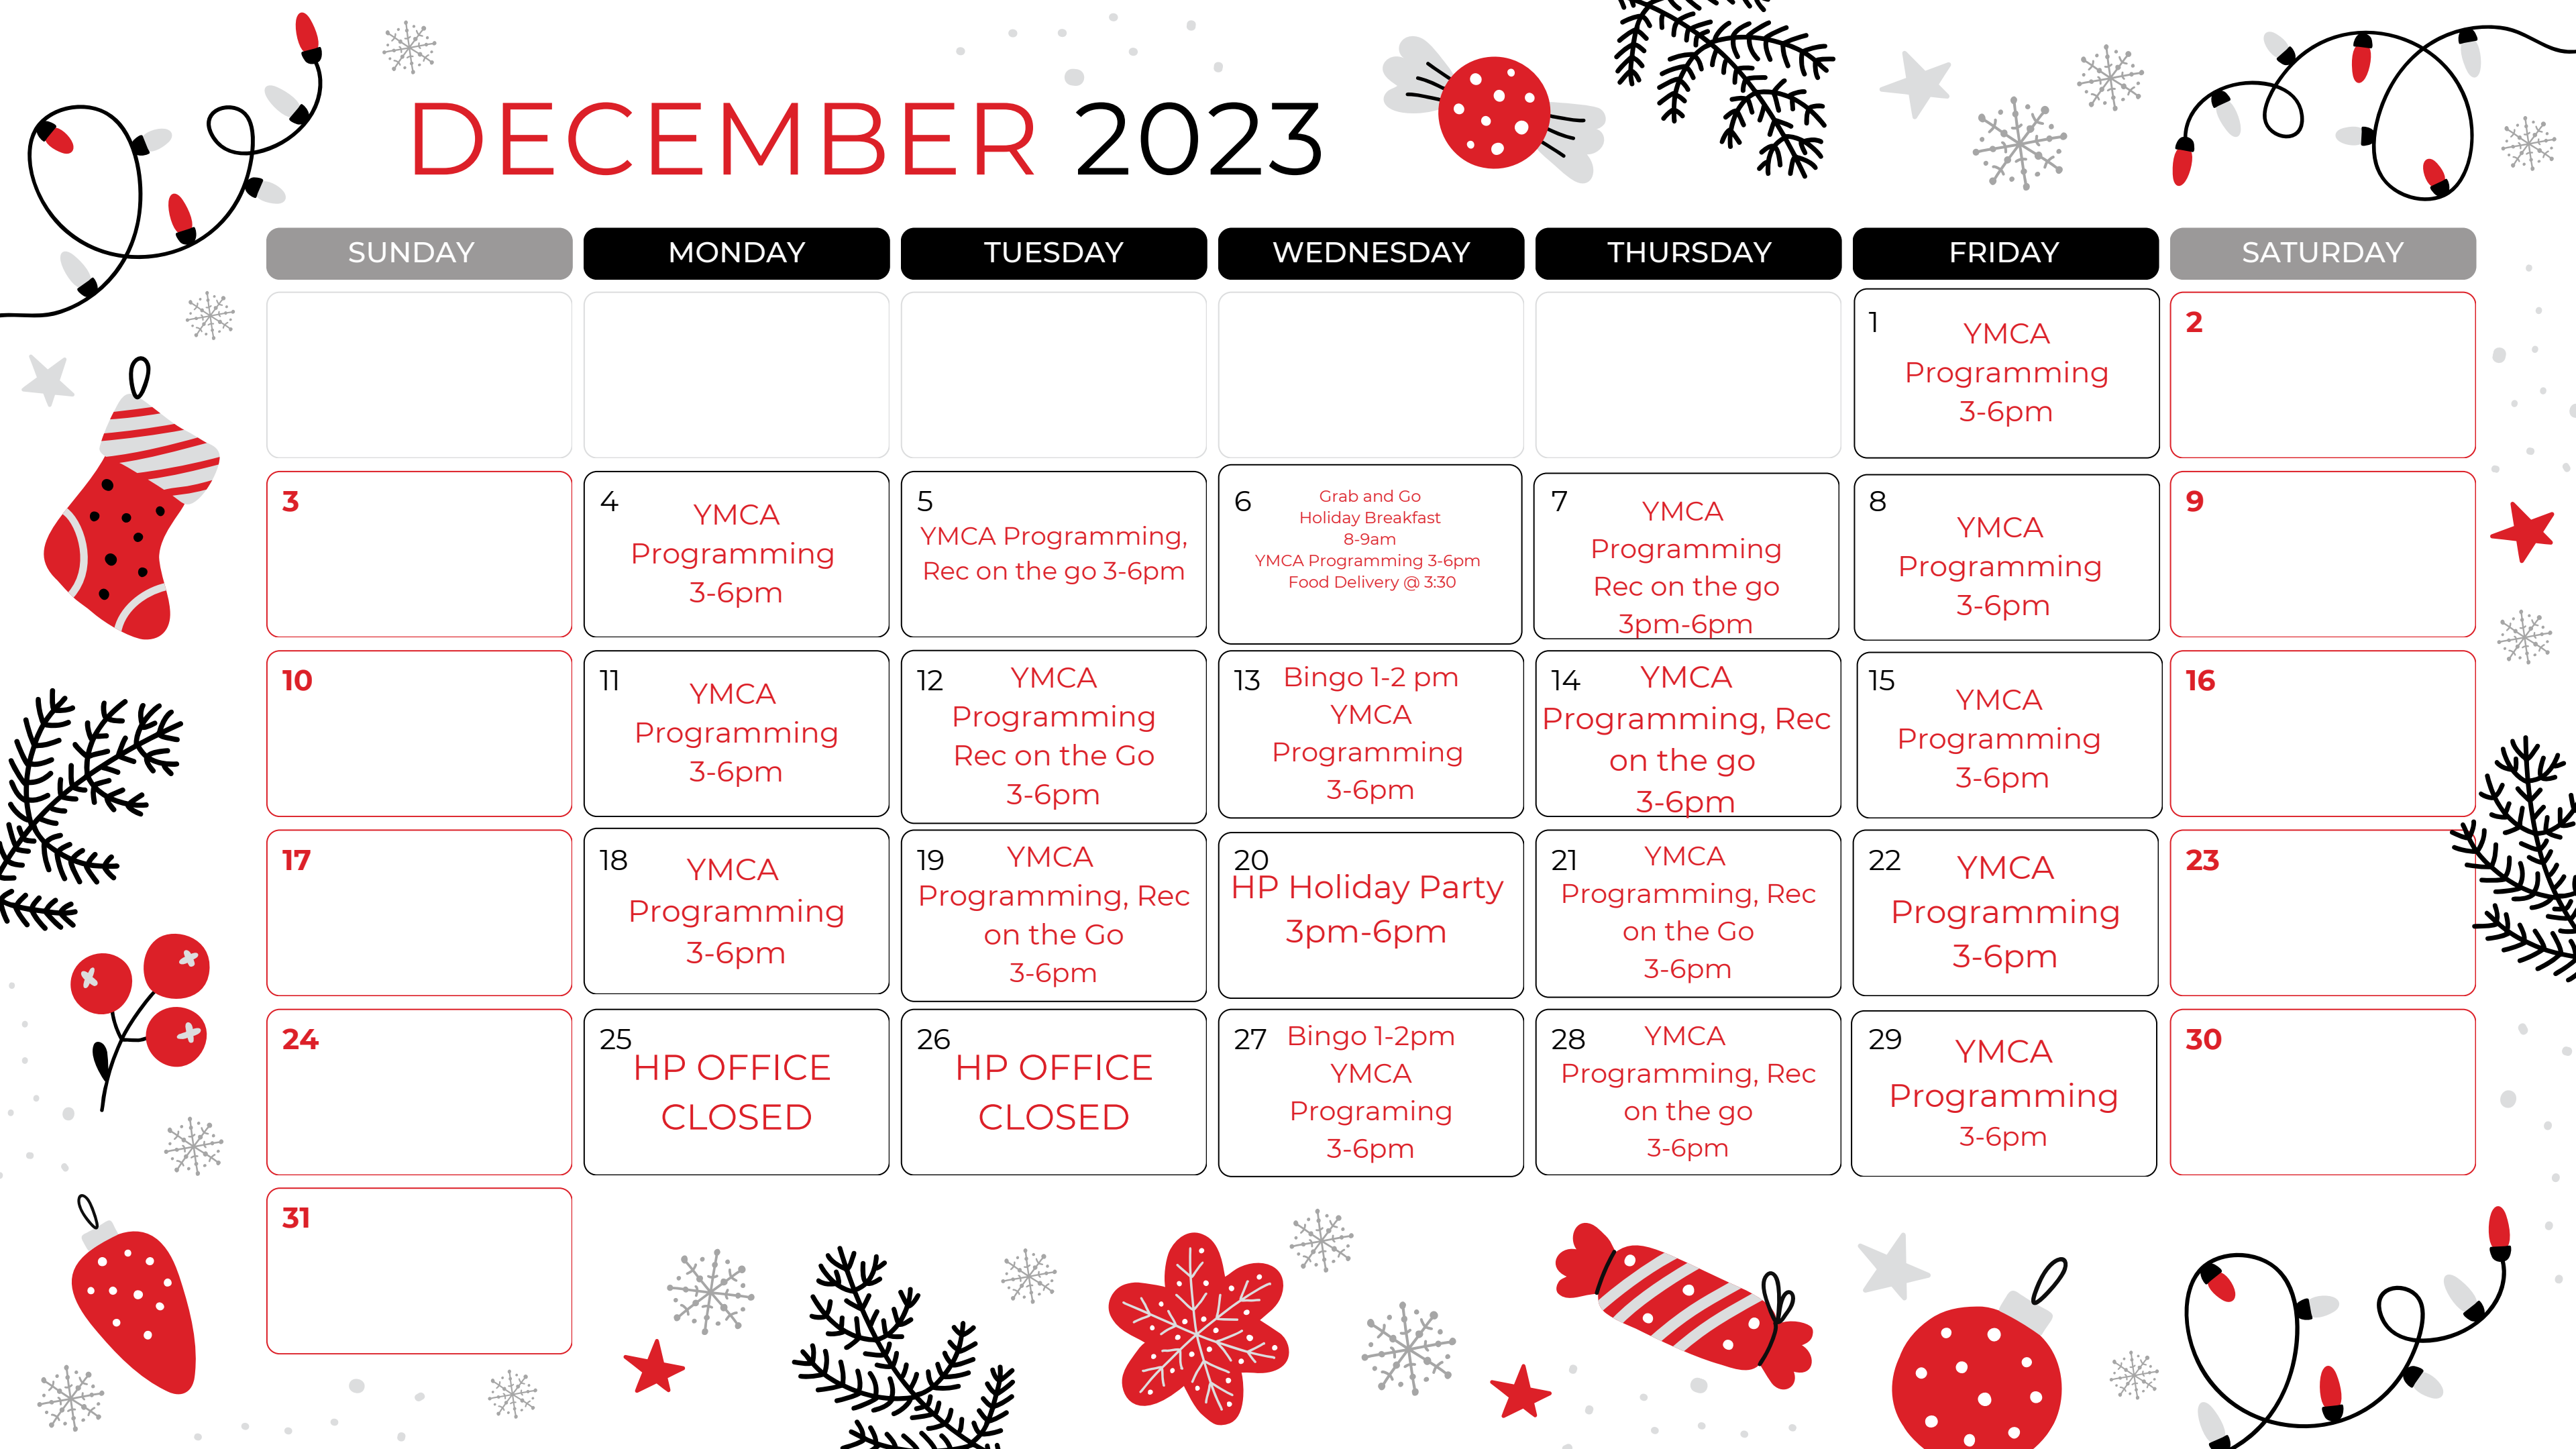 DECEMBER 2023
SUNDAY
MONDAY
TUESDAY
WEDNESDAY
THURSDAY
FRIDAY
SATURDAY
1
YMCA
Programming
3-6pm
2
3
4
YMCA
Programming
3-6pm
5
YMCA Programming,
Rec on the go 3-6pm
6
Grab and Go
Holiday Breakfast
8-9am
YMCA Programming 3-6pm
Food Delivery @ 3:30
7
YMCA
Programming
Rec on the go
3pm-6pm
8
YMCA
Programming
3-6pm
9
10
11
YMCA
Programming
3-6pm
12
YMCA
Programming
Rec on the Go
3-6pm
13
Bingo 1-2 pm
YMCA
Programming
3-6pm
14
YMCA
Programming, Rec
on the go
3-6pm
15
YMCA
Programming
3-6pm
16
17
18
YMCA
Programming
3-6pm
19
YMCA
Programming, Rec
on the Go
3-6pm
20
HP Holiday Party
3pm-6pm
21
YMCA
Programming, Rec
on the Go
3-6pm
22
YMCA
Programming
3-6pm
23
24
25
HP OFFICE
CLOSED
26
HP OFFICE
CLOSED
27
Bingo 1-2pm
YMCA
Programing
3-6pm
28
YMCA
Programming, Rec
on the go
3-6pm
29
YMCA
Programming
3-6pm
30
31